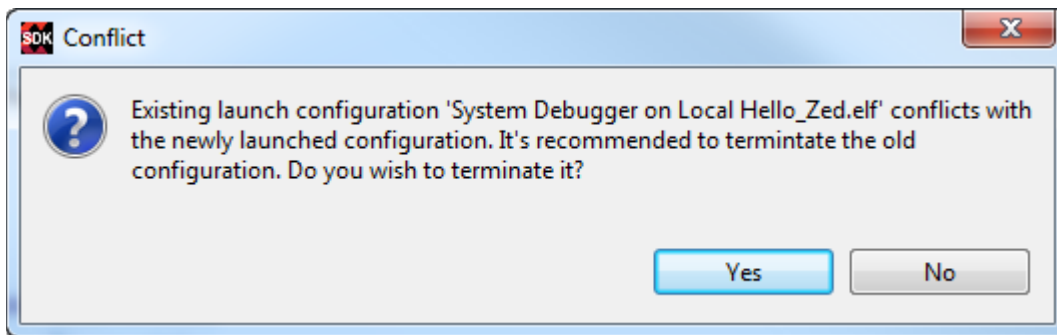 SDK Conflict
Existing launch configuration 'System Debugger on Local Hello_Zed.elf' conflicts with
the newly launched configuration. It's recommended to termintate the old
configuration. Do you wish to terminate it?
Yes No